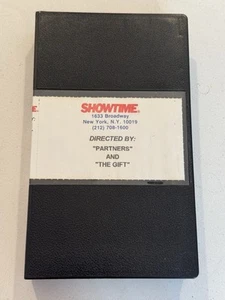 SHOWTIME.
1633 Broadway
New York, N.Y. 10019
(212) 708-1600
DIRECTED BY:
"PARTNERS"
AND
"THE GIFT"